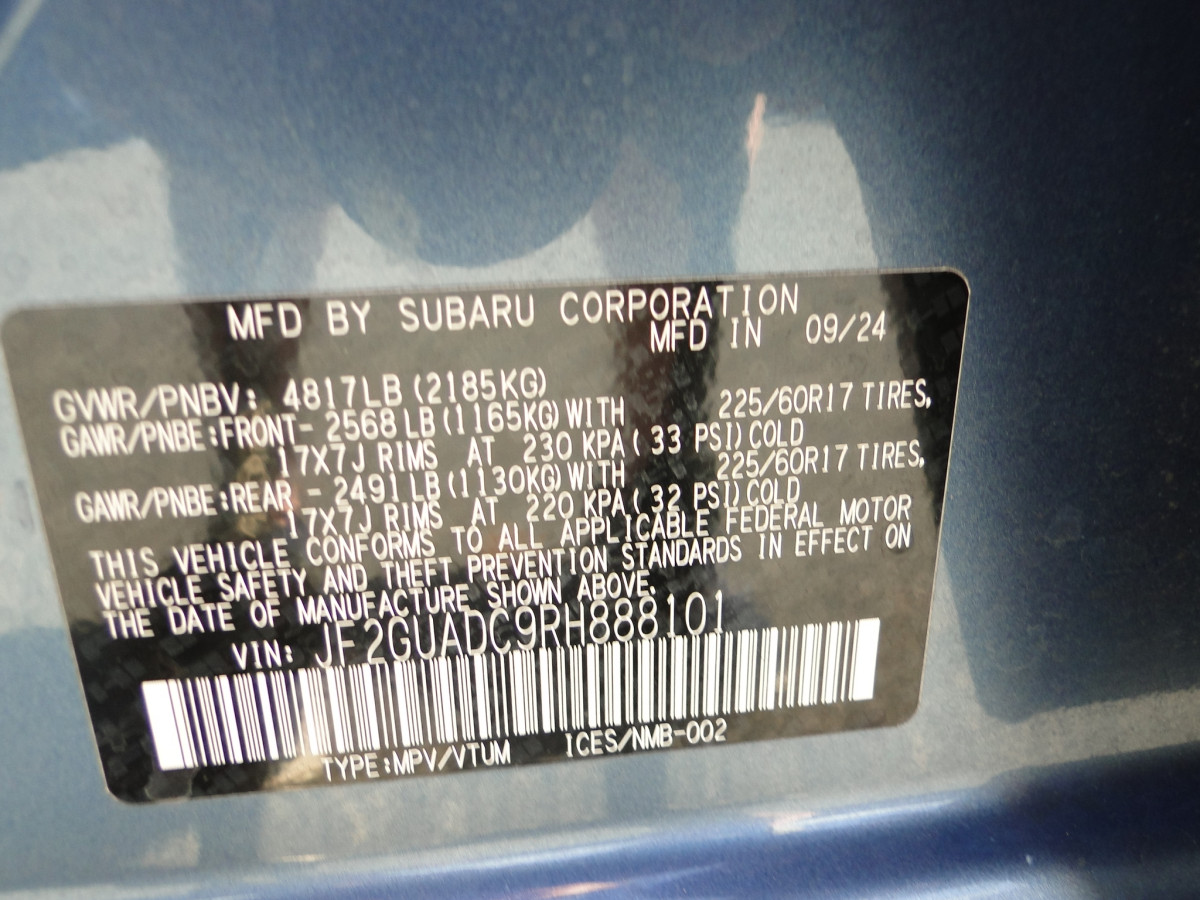 MFD BY SUBARU CORPORATION
MFD IN 09/24
GVWR/PNBV: 4817LB (2185KG)
GAWR/PNBE:FRONT- 2568 LB (1165KG) WITH 225/60R17 TIRES,
17X7J RIMS AT 230 KPA ( 33 PSI) COLD
GAWR/PNBE:REAR - 2491 LB (1130KG) WITH 225/60R17 TIRES,
17X7J RIMS AT 220 KPA ( 32 PSI) COLD
THIS VEHICLE CONFORMS TO ALL APPLICABLE FEDERAL MOTOR
VEHICLE SAFETY AND THEFT PREVENTION STANDARDS IN EFFECT ON
THE DATE OF MANUFACTURE SHOWN ABOVE.
VIN: JF2GUADC9RH888101
TYPE:MPV/VTUM ICES/NMB-002